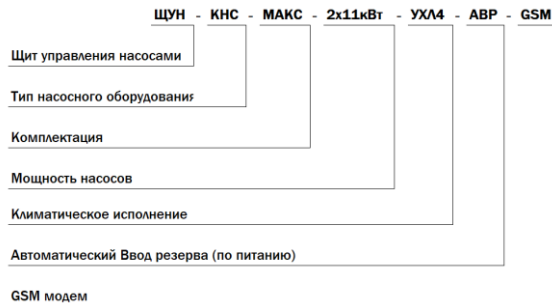 ЩУН - КНС - МАКС - 2х11кВт - УХЛ4 - АВР - GSM
Щит управления насосами
Тип насосного оборудования
Комплектация
Мощность насосов
Климатическое исполнение
Автоматический Ввод резерва (по питанию)
GSM модем